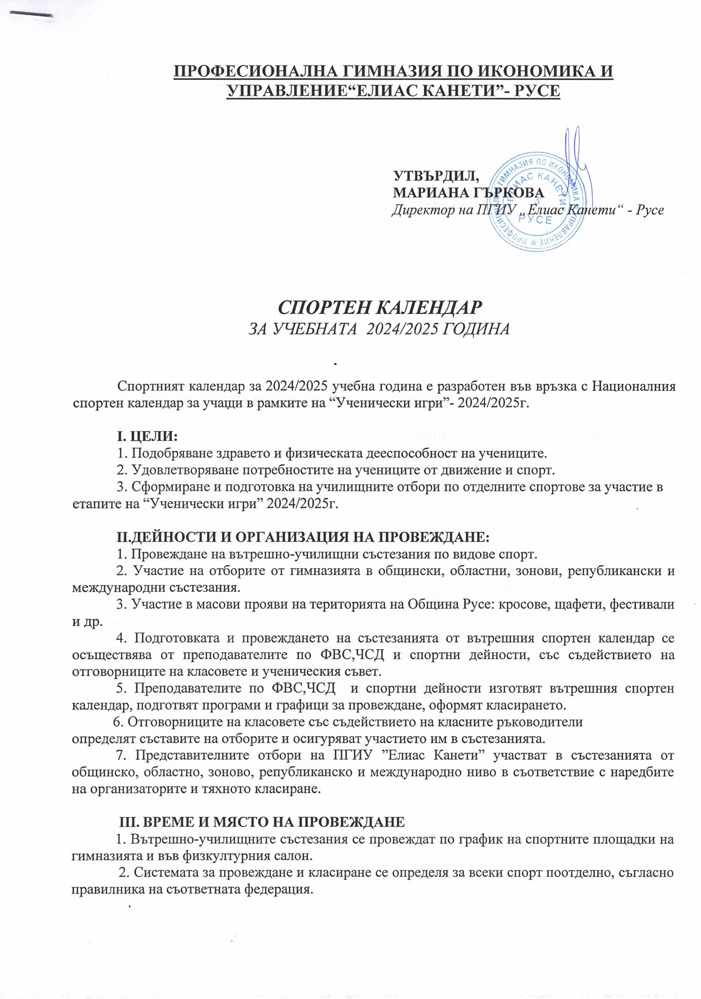 ПРОФЕСИОНАЛНА ГИМНАЗИЯ ПО ИКОНОМИКА И
УПРАВЛЕНИЕ“ЕЛИАС КАНЕТИ”- РУСЕ
УТВЪРДИЛ,
МАРИАНА ГЪРКОВА
Директор на ПГИУ „Елиас Канети“ - Русе
ПРОФЕСИОНАЛНА ГИМНАЗИЯ ПО ИКОНОМИКА И УПРАВЛЕНИЕ *
"ЕЛИАС КАНЕТИ"
3
РУСЕ
СПОРТЕН КАЛЕНДАР
ЗА УЧЕБНАТА 2024/2025 ГОДИНА
Спортният календар за 2024/2025 учебна година е разработен във връзка с Националния
спортен календар за учащи в рамките на “Ученически игри”- 2024/2025г.
I. ЦЕЛИ:
1. Подобряване здравето и физическата дееспособност на учениците.
2. Удовлетворяване потребностите на учениците от движение и спорт.
3. Сформиране и подготовка на училищните отбори по отделните спортове за участие в
етапите на “Ученически игри” 2024/2025г.
II.ДЕЙНОСТИ И ОРГАНИЗАЦИЯ НА ПРОВЕЖДАНЕ:
1. Провеждане на вътрешно-училищни състезания по видове спорт.
2. Участие на отборите от гимназията в общински, областни, зонови, републикански и
международни състезания.
3. Участие в масови прояви на територията на Община Русе: кросове, щафети, фестивали
и др.
4. Подготовката и провеждането на състезанията от вътрешния спортен календар се
осъществява от преподавателите по ФВС,ЧСД и спортни дейности, със съдействието на
отговорниците на класовете и ученическия съвет.
5. Преподавателите по ФВС,ЧСД и спортни дейности изготвят вътрешния спортен
календар, подготвят програми и графици за провеждане, оформят класирането.
6. Отговорниците на класовете със съдействието на класните ръководители
определят съставите на отборите и осигуряват участието им в състезанията.
7. Представителните отбори на ПГИУ ”Елиас Канети” участват в състезанията от
общинско, областно, зоново, републиканско и международно ниво в съответствие с наредбите
на организаторите и тяхното класиране.
III. ВРЕМЕ И МЯСТО НА ПРОВЕЖДАНЕ
1. Вътрешно-училищните състезания се провеждат по график на спортните площадки на
гимназията и във физкултурния салон.
2. Системата за провеждане и класиране се определя за всеки спорт поотделно, съгласно
правилника на съответната федерация.